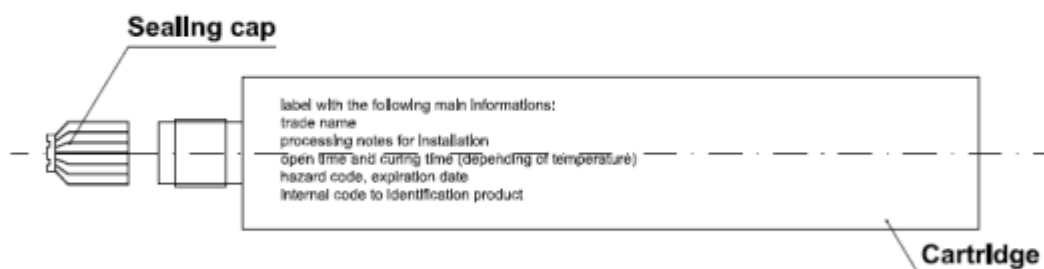 Sealing cap
label with the following main informations:
trade name
processing notes for installation
open time and curing time (depending of temperature)
hazard code, expiration date
internal code to identification product
Cartridge